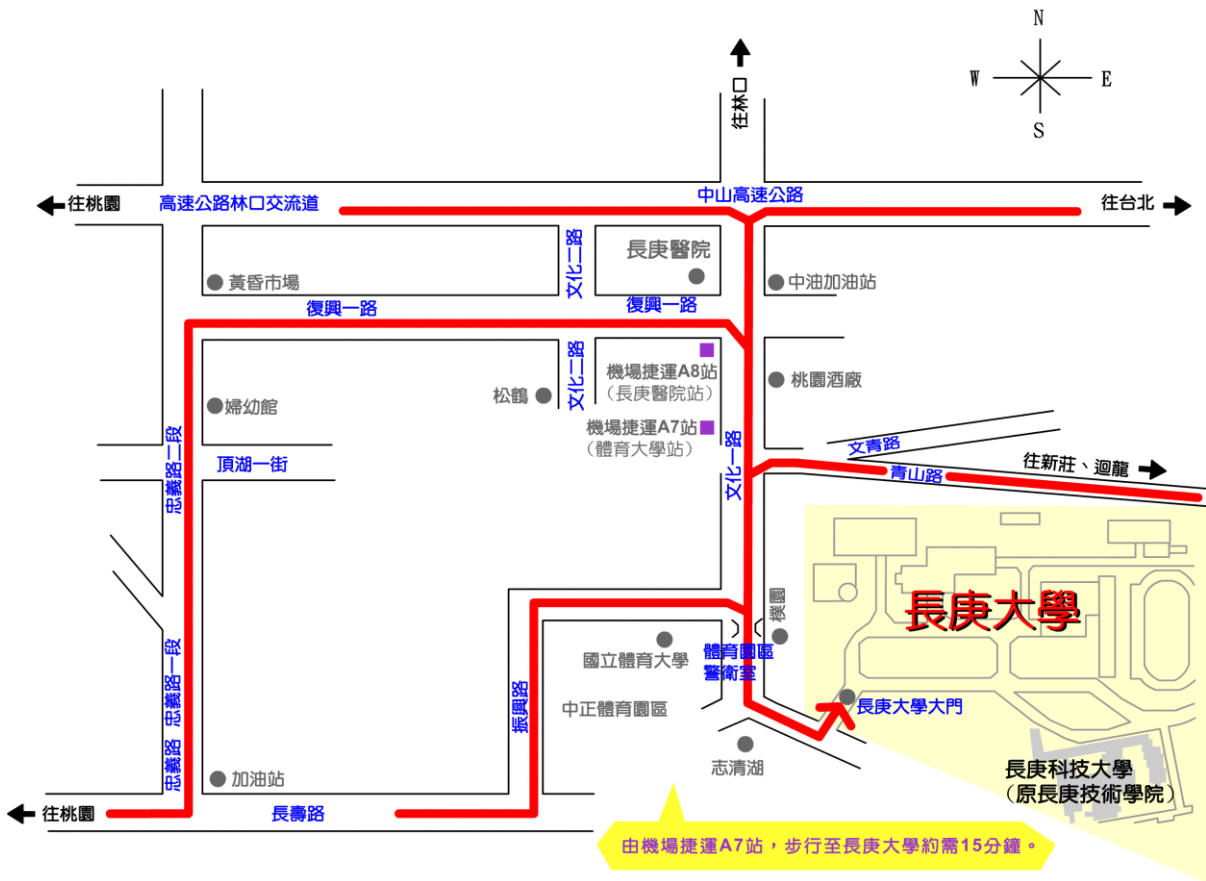 N
W
E
S
往林口
往桃園
高速公路林口交流道
中山高速公路
往台北
文化二路
長庚醫院
黃昏市場
中油加油站
復興一路
復興一路
文化二路
機場捷運A8站
（長庚醫院站）
桃園酒廠
松鶴
婦幼館
機場捷運A7站
（體育大學站）
文化一路
文青路
往新莊、迴龍
青山路
頂湖一街
忠義路二段
長庚大學
樸園
國立體育大學
體育園區
警衛室
忠義路一段
振興路
中正體育園區
長庚大學大門
志清湖
忠義路
加油站
長庚科技大學
（原長庚技術學院）
往桃園
長壽路
由機場捷運A7站，步行至長庚大學約需15分鐘。